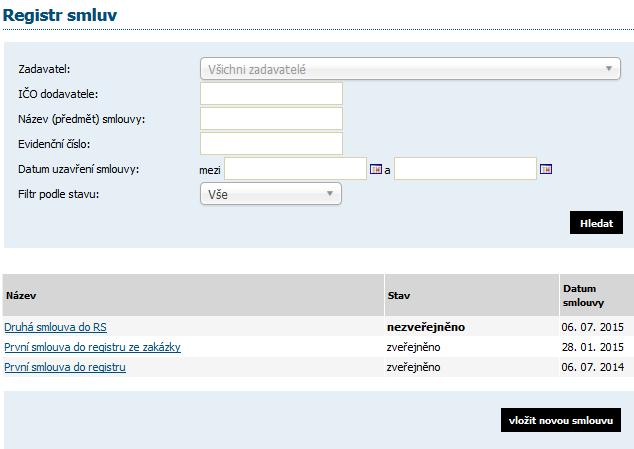 Registr smluv
Zadavatel: Všichni zadavatelé
IČO dodavatele:
Název (předmět) smlouvy:
Evidenční číslo:
Datum uzavření smlouvy: mezi a
Filtr podle stavu: Vše
Hledat
Název Stav Datum smlouvy
Druhá smlouva do RS nezveřejněno 06. 07. 2015
První smlouva do registru ze zakázky zveřejněno 28. 01. 2015
První smlouva do registru zveřejněno 06. 07. 2014
vložit novou smlouvu